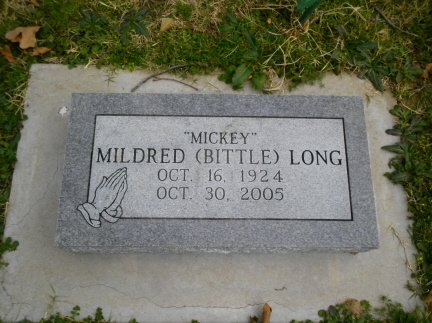 "MICKEY"
MILDRED (BITTLE) LONG
OCT. 16, 1924
OCT. 30, 2005